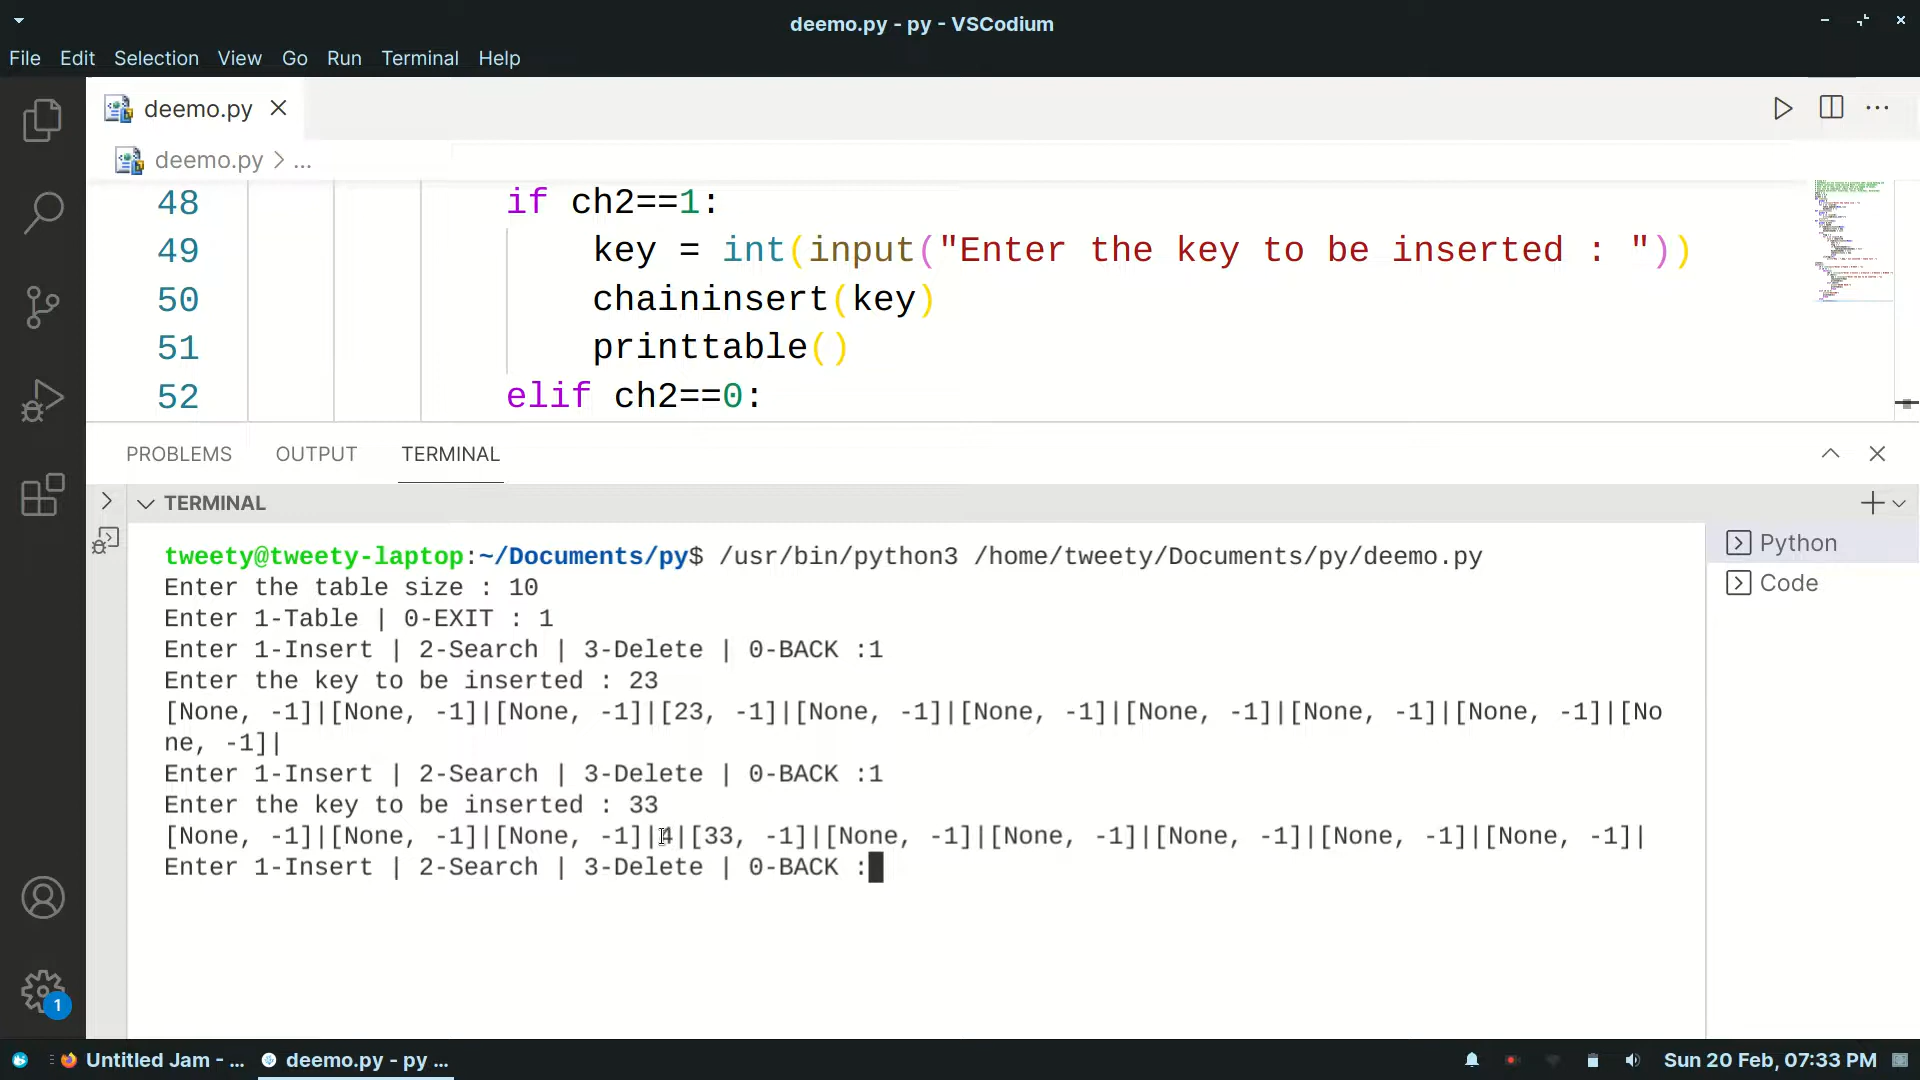 deemo.py - py - VSCodium
File Edit Selection View Go Run Terminal Help
deemo.py
deemo.py > ...
48 if ch2==1:
49 key = int(input("Enter the key to be inserted : "))
50 chaininsert(key)
51 printtable()
52 elif ch2==0:
PROBLEMS OUTPUT TERMINAL
TERMINAL
tweety@tweety-laptop:~/Documents/py$ /usr/bin/python3 /home/tweety/Documents/py/deemo.py
Enter the table size : 10
Enter 1-Table | 0-EXIT : 1
Enter 1-Insert | 2-Search | 3-Delete | 0-BACK :1
Enter the key to be inserted : 23
[None, -1]|[None, -1]|[None, -1]|[23, -1]|[None, -1]|[None, -1]|[None, -1]|[None, -1]|[None, -1]|[No
ne, -1]|
Enter 1-Insert | 2-Search | 3-Delete | 0-BACK :1
Enter the key to be inserted : 33
[None, -1]|[None, -1]|[None, -1]|4|[33, -1]|[None, -1]|[None, -1]|[None, -1]|[None, -1]|[None, -1]|
Enter 1-Insert | 2-Search | 3-Delete | 0-BACK :
Python
Code
1
Untitled Jam - ...
deemo.py - py ...
Sun 20 Feb, 07:33 PM